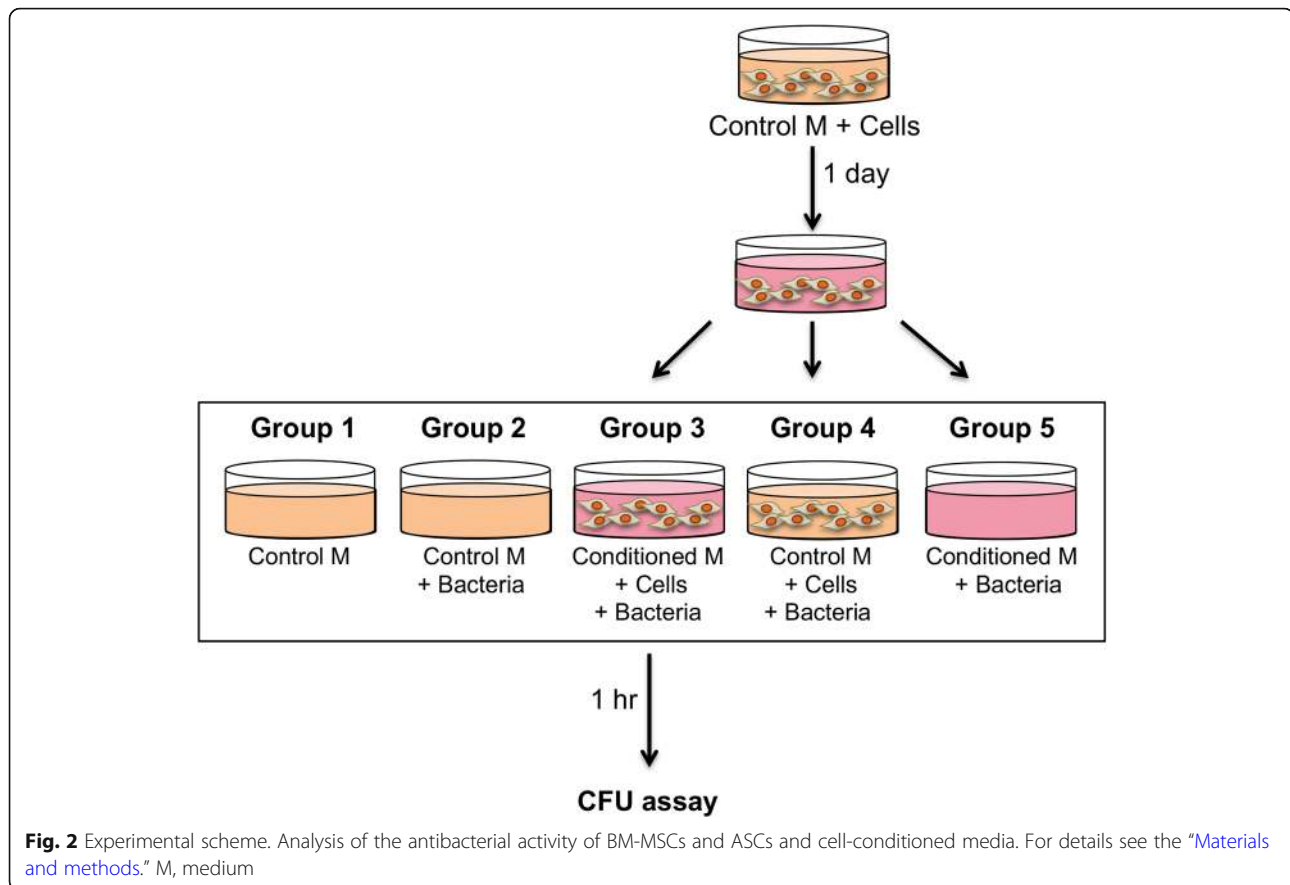 Control M + Cells
1 day
Group 1
Group 2
Group 3
Group 4
Group 5
Control M
Control M
+ Bacteria
Conditioned M
+ Cells
+ Bacteria
Control M
+ Cells
+ Bacteria
Conditioned M
+ Bacteria
1 hr
CFU assay
Fig. 2 Experimental scheme. Analysis of the antibacterial activity of BM-MSCs and ASCs and cell-conditioned media. For details see the “Materials
and methods.” M, medium